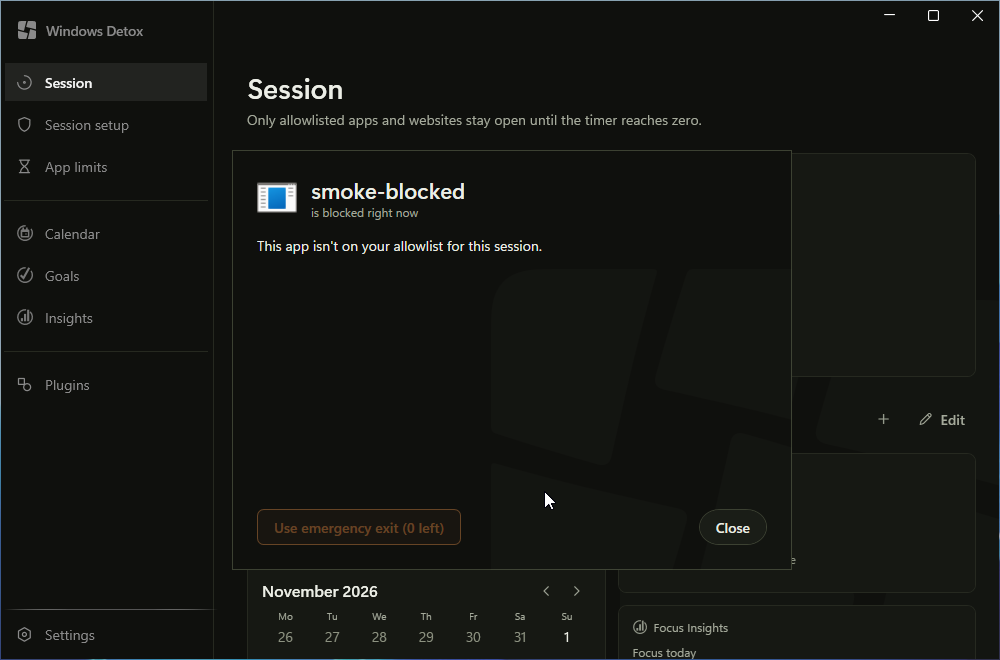 Windows Detox
Session
Session setup
App limits
Calendar
Goals
Insights
Plugins
Settings
Session
Only allowlisted apps and websites stay open until the timer reaches zero.
smoke-blocked
is blocked right now
This app isn't on your allowlist for this session.
Use emergency exit (0 left)
Close
Edit
November 2026
Mo Tu We Th Fr Sa Su
26 27 28 29 30 31 1
Focus Insights
Focus today